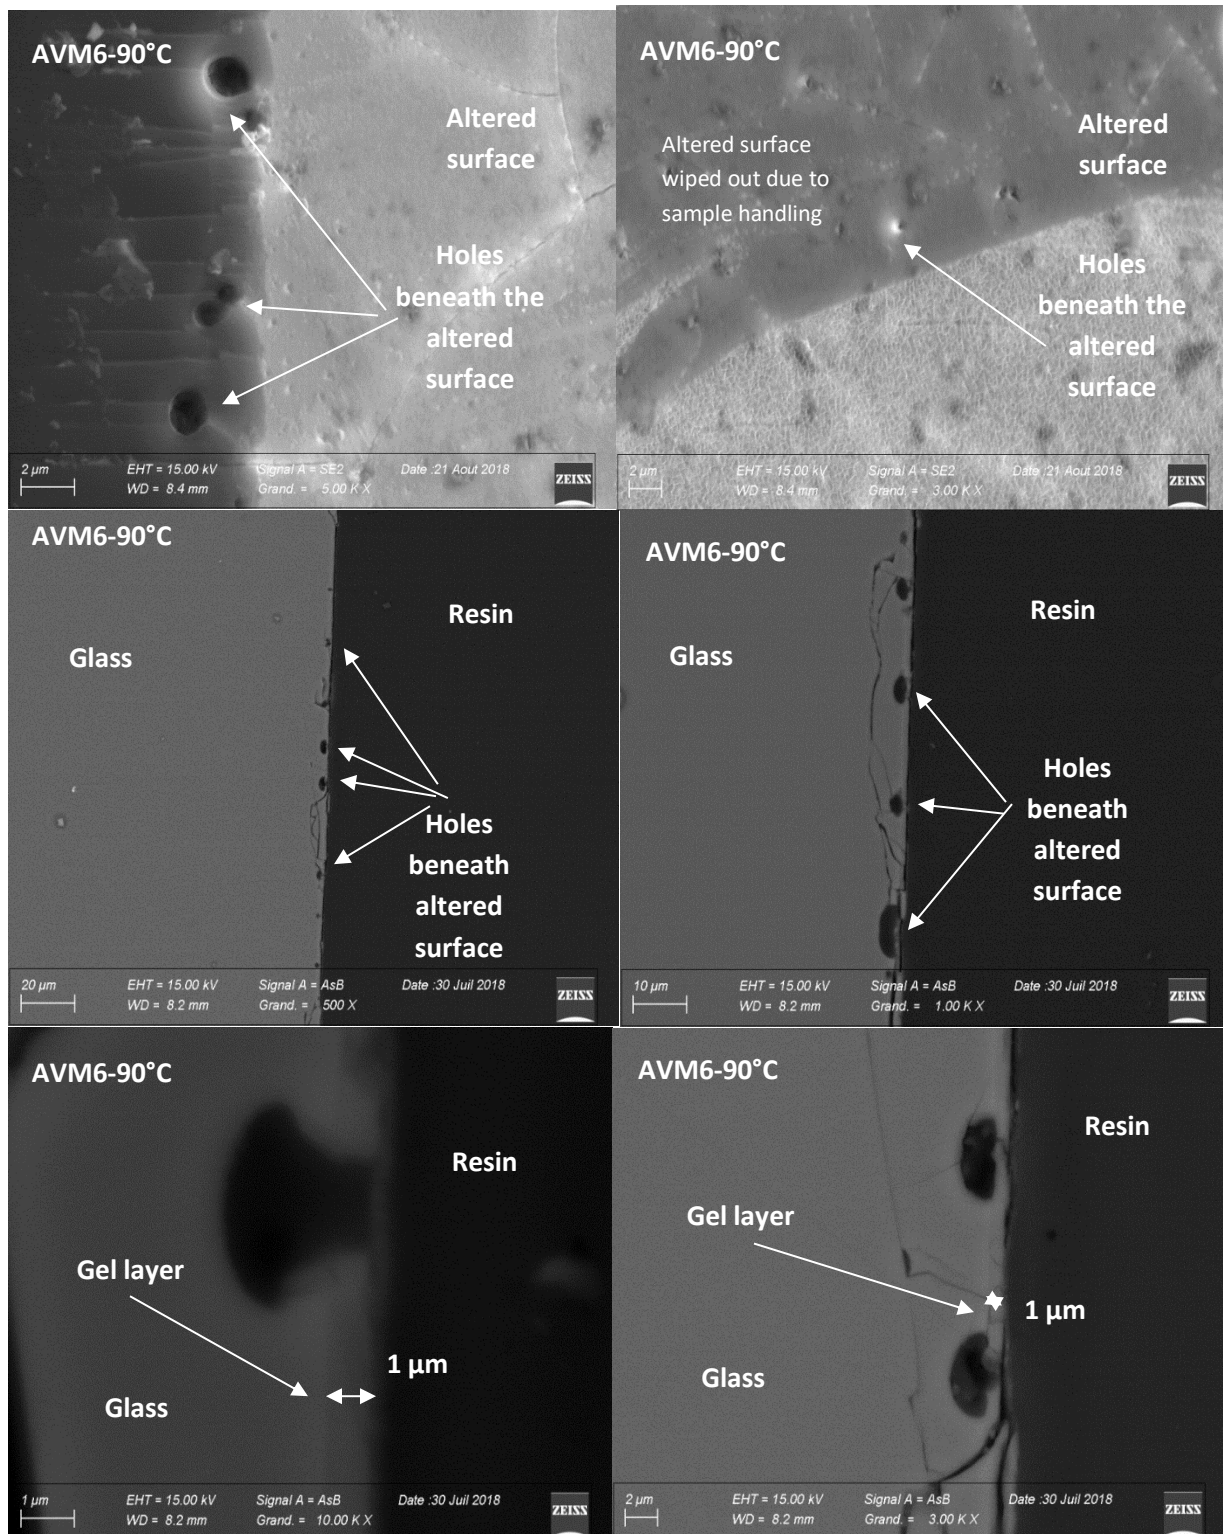 AVM6-90°C
Altered
surface
Holes
beneath the
altered
surface
2 µm
EHT = 15.00 kV
Signal A = SE2
Date :21 Aout 2018
WD = 8.4 mm
Grand. = 5.00 K X
ZEISS
AVM6-90°C
Altered surface
wiped out due to
sample handling
Altered
surface
Holes
beneath the
altered
surface
2 µm
EHT = 15.00 kV
Signal A = SE2
Date :21 Aout 2018
WD = 8.4 mm
Grand. = 3.00 K X
ZEISS
AVM6-90°C
Resin
Glass
Holes
beneath
altered
surface
20 µm
EHT = 15.00 kV
Signal A = AsB
Date :30 Juil 2018
WD = 8.2 mm
Grand. = 500 X
ZEISS
AVM6-90°C
Resin
Glass
Holes
beneath
altered
surface
10 µm
EHT = 15.00 kV
Signal A = AsB
Date :30 Juil 2018
WD = 8.2 mm
Grand. = 1.00 K X
ZEISS
AVM6-90°C
Resin
Gel layer
1 µm
Glass
1 µm
EHT = 15.00 kV
Signal A = AsB
Date :30 Juil 2018
WD = 8.2 mm
Grand. = 10.00 K X
ZEISS
AVM6-90°C
Resin
Gel layer
1 µm
Glass
2 µm
EHT = 15.00 kV
Signal A = AsB
Date :30 Juil 2018
WD = 8.2 mm
Grand. = 3.00 K X
ZEISS